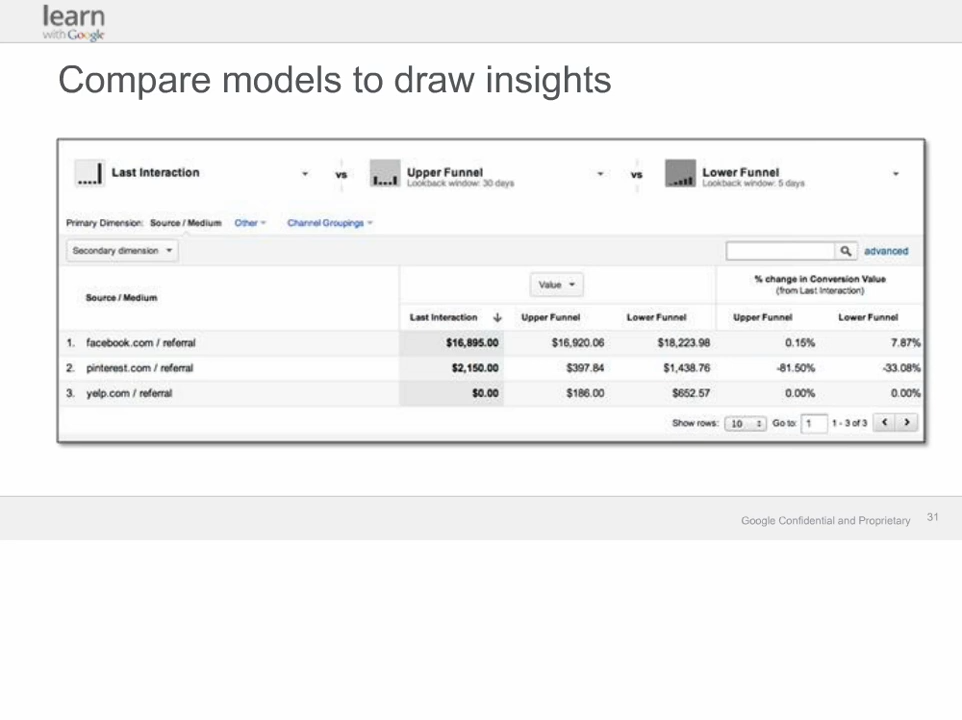 learn
with Google
Compare models to draw insights
Last Interaction vs Upper Funnel vs Lower Funnel
Lookback window: 30 days Lookback window: 5 days
Primary Dimension: Source / Medium Other Channel Groupings
Secondary dimension advanced
Source / Medium Value % change in Conversion Value
(from Last Interaction)
Last Interaction Upper Funnel Lower Funnel Upper Funnel Lower Funnel
1. facebook.com / referral $16,895.00 $16,920.06 $18,223.98 0.15% 7.87%
2. pinterest.com / referral $2,150.00 $397.84 $1,438.76 -81.50% -33.08%
3. yelp.com / referral $0.00 $186.00 $652.57 0.00% 0.00%
Show rows: 10 Go to: 1 1 - 3 of 3
Google Confidential and Proprietary 31